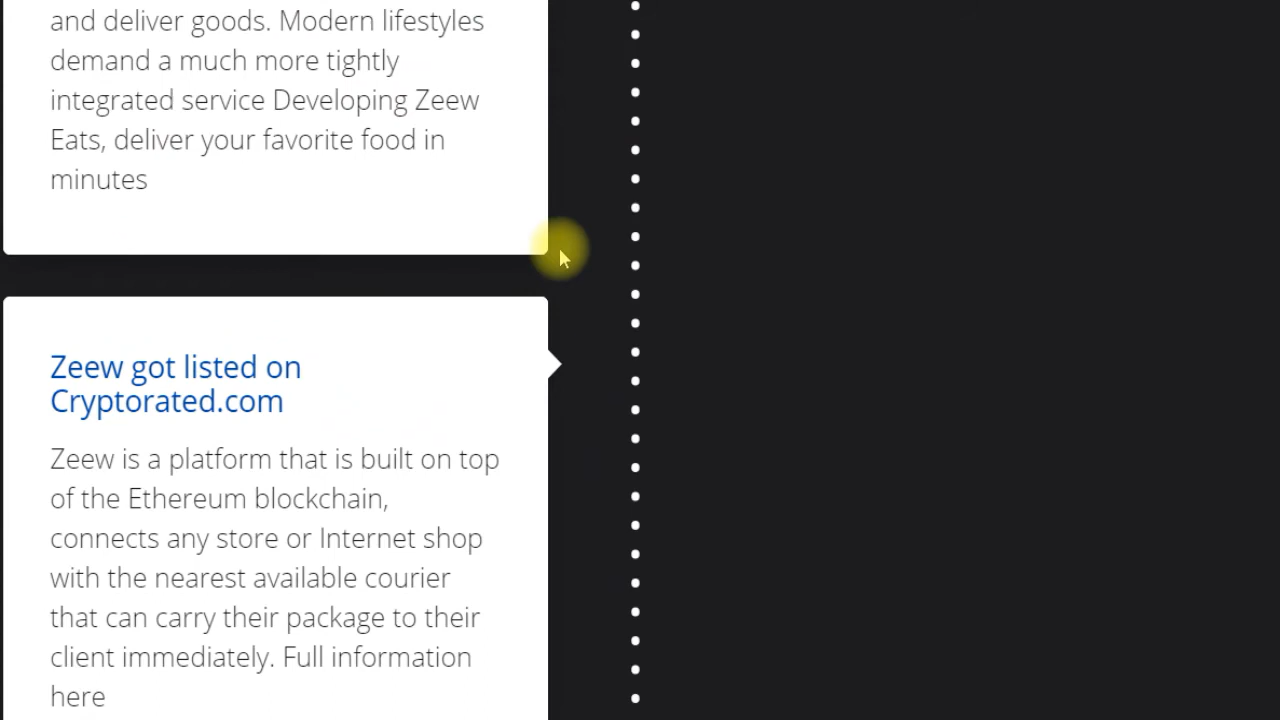 and deliver goods. Modern lifestyles
demand a much more tightly
integrated service Developing Zeew
Eats, deliver your favorite food in
minutes
Zeew got listed on
Cryptorated.com
Zeew is a platform that is built on top
of the Ethereum blockchain,
connects any store or Internet shop
with the nearest available courier
that can carry their package to their
client immediately. Full information
here